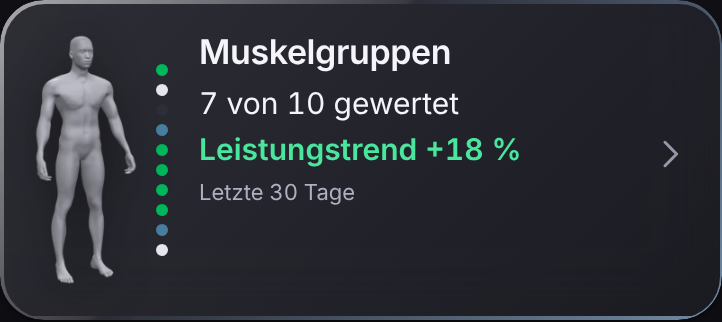 Muskelgruppen
7 von 10 gewertet
Leistungstrend +18 %
Letzte 30 Tage